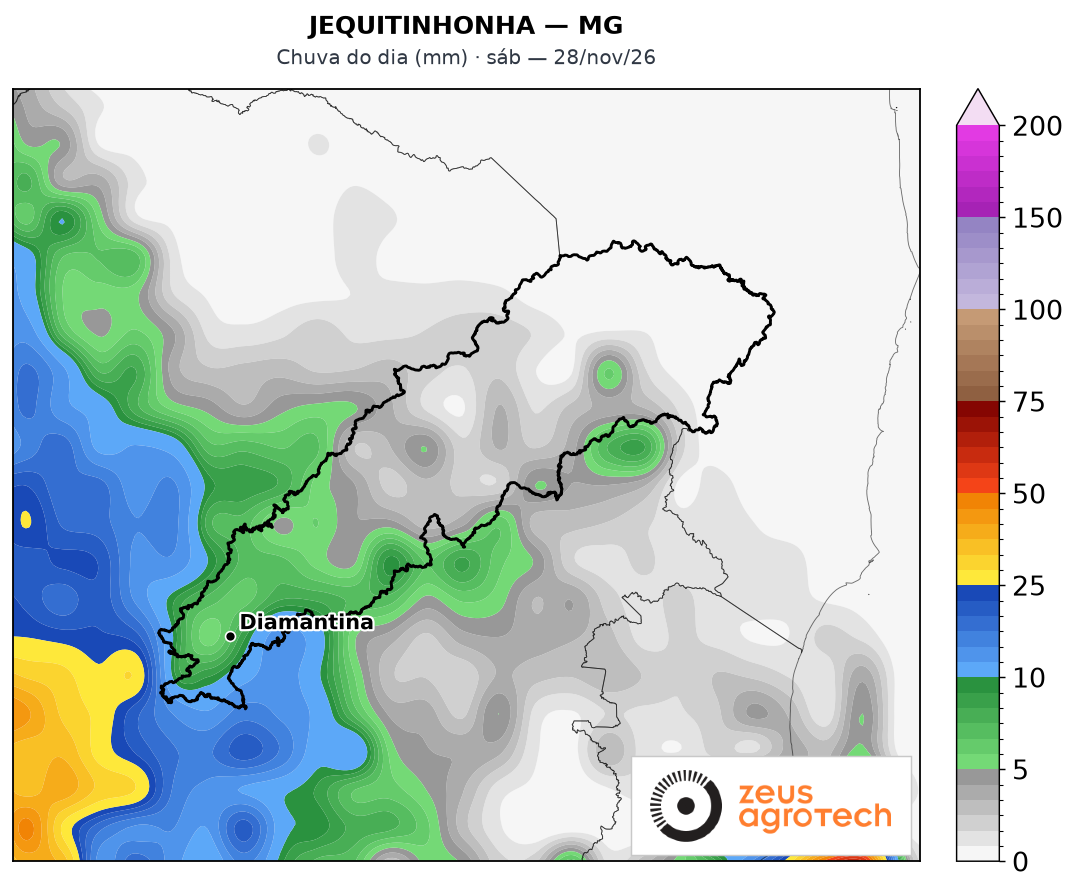 JEQUITINHONHA — MG
Chuva do dia (mm) · sáb — 28/nov/26
200
150
100
75
50
25
10
5
0
Diamantina
zeus
agrotech